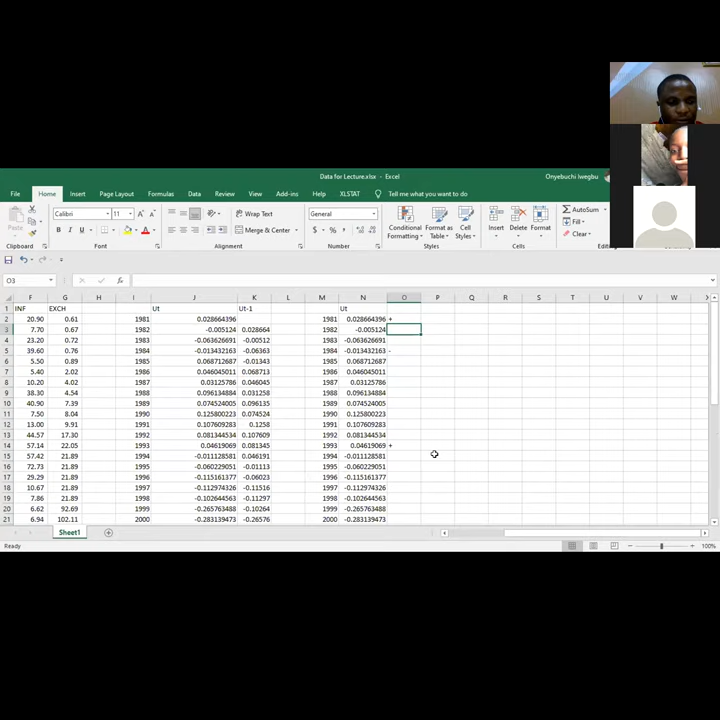 Data for Lecture.xlsx - Excel
Onyebuchi Iwegbu
File Home Insert Page Layout Formulas Data Review View Add-ins Help XLSTAT Tell me what you want to do
Calibri 11 Wrap Text General AutoSum
Paste B I U Merge & Center $ % Conditional Formatting Format as Table Cell Styles Insert Delete Format Fill Clear
Clipboard Font Alignment Number Styles Cells
O3 fx
F G H I J K L M N O P Q R S T U V W X
1 INF EXCH Ut Ut-1 Ut
2 20.90 0.61 1981 0.028664396 1981 0.028664396 +
3 7.70 0.67 1982 -0.005124 0.028664 1982 -0.005124
4 23.20 0.72 1983 -0.063626691 -0.00512 1983 -0.063626691
5 39.60 0.76 1984 -0.013432163 -0.06363 1984 -0.013432163 -
6 5.50 0.89 1985 0.068712687 -0.01343 1985 0.068712687
7 5.40 2.02 1986 0.046045011 0.068713 1986 0.046045011
8 10.20 4.02 1987 0.03125786 0.046045 1987 0.03125786
9 38.30 4.54 1988 0.096134884 0.031258 1988 0.096134884
10 40.90 7.39 1989 0.074524005 0.096135 1989 0.074524005
11 7.50 8.04 1990 0.125800223 0.074524 1990 0.125800223
12 13.00 9.91 1991 0.107609283 0.1258 1991 0.107609283
13 44.57 17.30 1992 0.081344534 0.107609 1992 0.081344534
14 57.14 22.05 1993 0.04619069 0.081345 1993 0.04619069 +
15 57.42 21.89 1994 -0.011128581 0.046191 1994 -0.011128581
16 72.73 21.89 1995 -0.060229051 -0.01113 1995 -0.060229051
17 29.29 21.89 1996 -0.115161377 -0.06023 1996 -0.115161377
18 10.67 21.89 1997 -0.112974326 -0.11516 1997 -0.112974326
19 7.86 21.89 1998 -0.102644563 -0.11297 1998 -0.102644563
20 6.62 92.69 1999 -0.265763488 -0.10264 1999 -0.265763488
21 6.94 102.11 2000 -0.283139473 -0.26576 2000 -0.283139473
Sheet1
Ready 100%